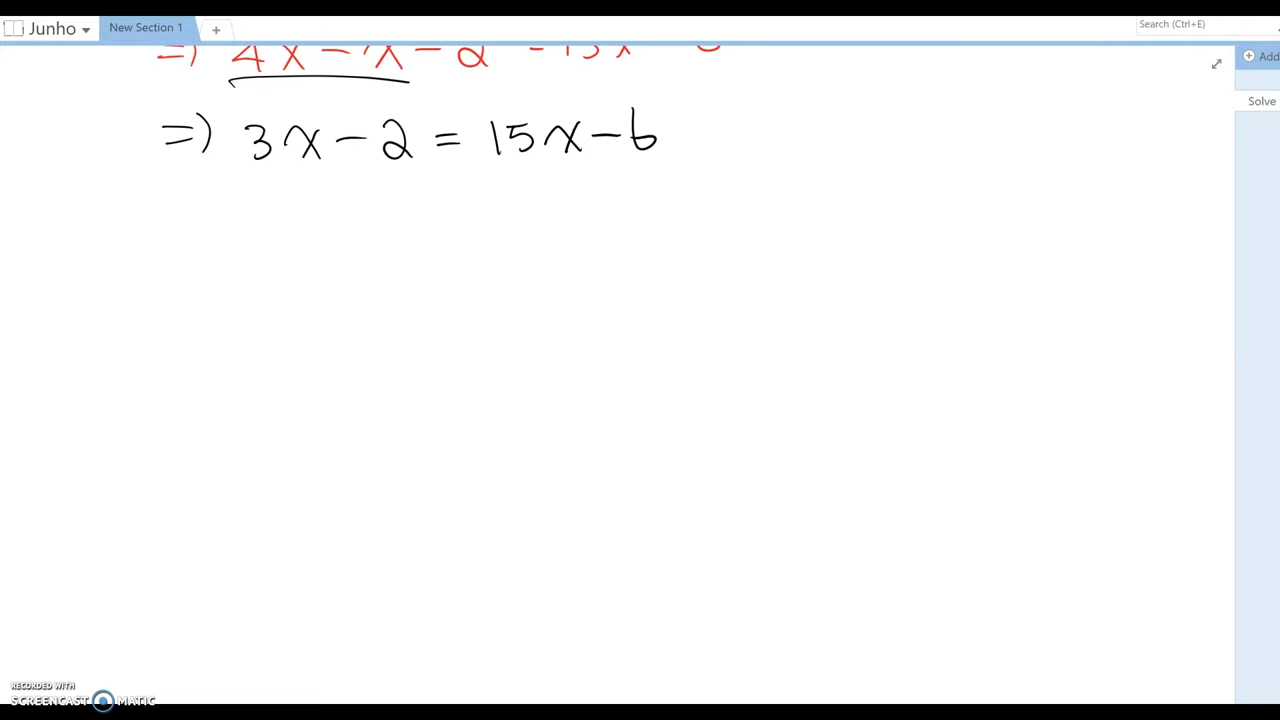 Junho
New Section 1
+
Search (Ctrl+E)
Add
Solve
=) 3x - 2 = 15x - 6
RECORDED WITH
SCREENCAST MATIC